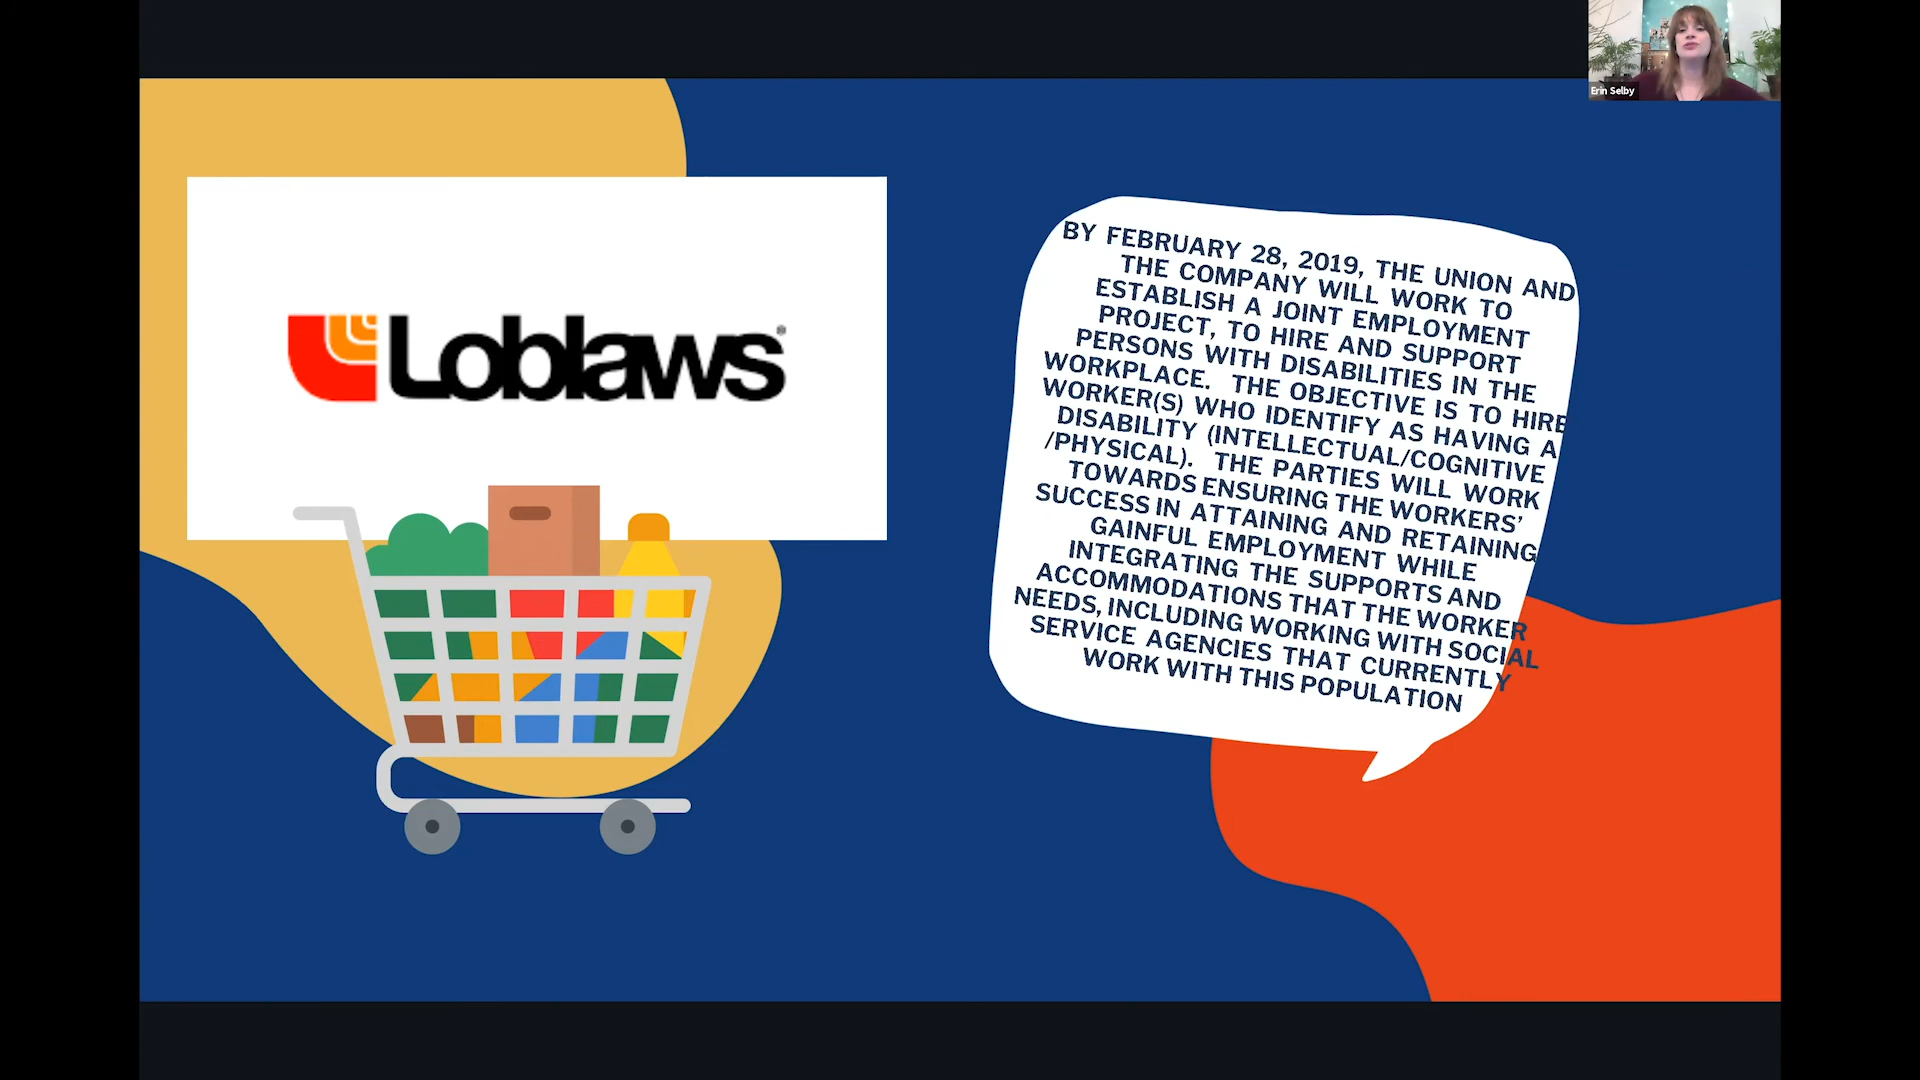 Erin Selby
Loblaws®
BY FEBRUARY 28, 2019, THE UNION AND
THE COMPANY WILL WORK TO
ESTABLISH A JOINT EMPLOYMENT
PROJECT, TO HIRE AND SUPPORT
PERSONS WITH DISABILITIES IN THE
WORKPLACE. THE OBJECTIVE IS TO HIRE
WORKER(S) WHO IDENTIFY AS HAVING A
DISABILITY (INTELLECTUAL/COGNITIVE
/PHYSICAL). THE PARTIES WILL WORK
TOWARDS ENSURING THE WORKERS'
SUCCESS IN ATTAINING AND RETAINING
GAINFUL EMPLOYMENT WHILE
INTEGRATING THE SUPPORTS AND
ACCOMMODATIONS THAT THE WORKER
NEEDS, INCLUDING WORKING WITH SOCIAL
SERVICE AGENCIES THAT CURRENTLY
WORK WITH THIS POPULATION